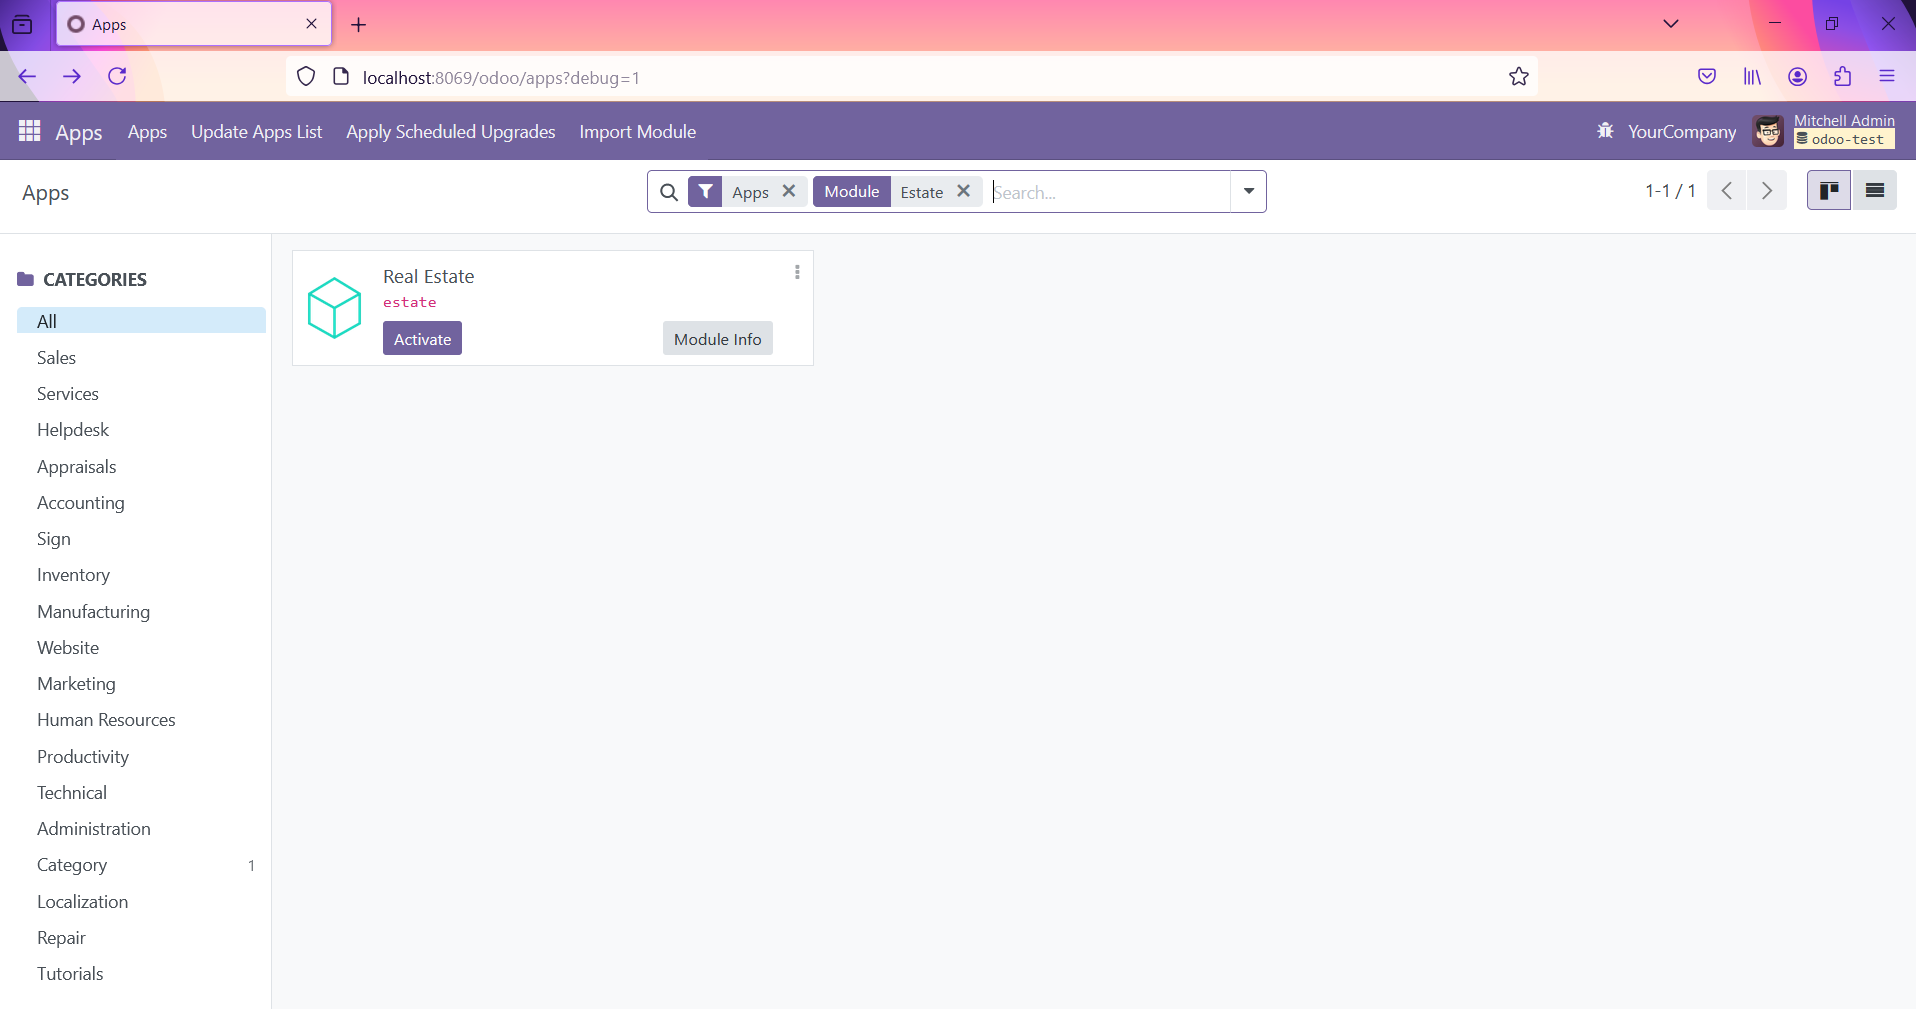 Apps
localhost:8069/odoo/apps?debug=1
Apps Apps Update Apps List Apply Scheduled Upgrades Import Module YourCompany Mitchell Admin
odoo-test
Apps Apps Module Estate Search... 1-1 / 1
CATEGORIES
All
Sales
Services
Helpdesk
Appraisals
Accounting
Sign
Inventory
Manufacturing
Website
Marketing
Human Resources
Productivity
Technical
Administration
Category 1
Localization
Repair
Tutorials
Real Estate
estate
Activate Module Info